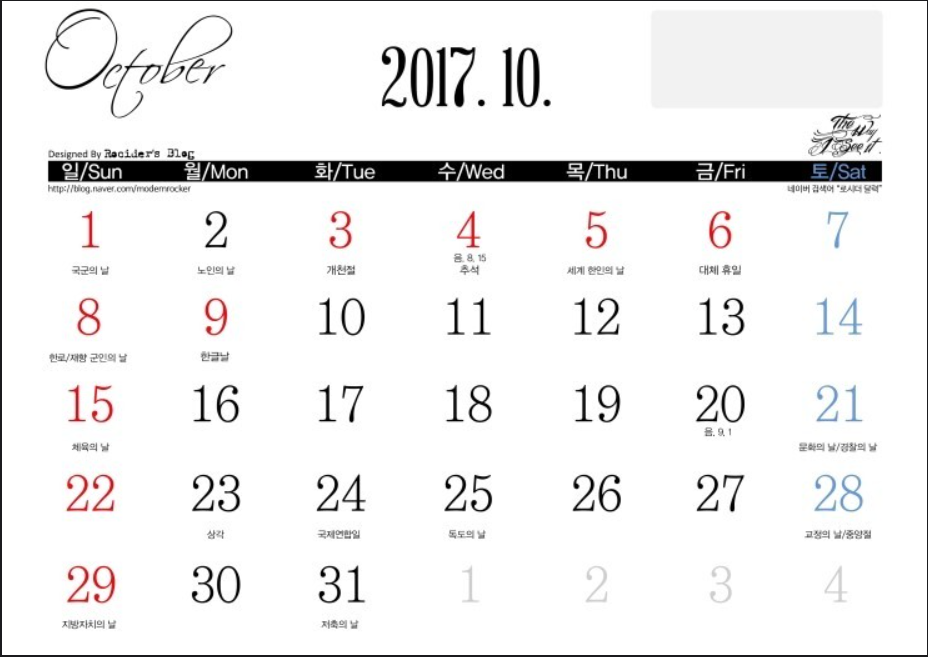 October
2017. 10.
The Way I See it.
Designed By Rocider's Blog
일/Sun 월/Mon 화/Tue 수/Wed 목/Thu 금/Fri 토/Sat
http://blog.naver.com/modernrocker 네이버 검색어 "로시더 달력"
1 2 3 4 5 6 7
음. 8. 15
국군의 날 노인의 날 개천절 추석 세계 한인의 날 대체 휴일
8 9 10 11 12 13 14
한로/재향 군인의 날 한글날
15 16 17 18 19 20 21
음. 9. 1
체육의 날 문화의 날/경찰의 날
22 23 24 25 26 27 28
상강 국제연합일 독도의 날 교정의 날/중양절
29 30 31 1 2 3 4
지방자치의 날 저축의 날